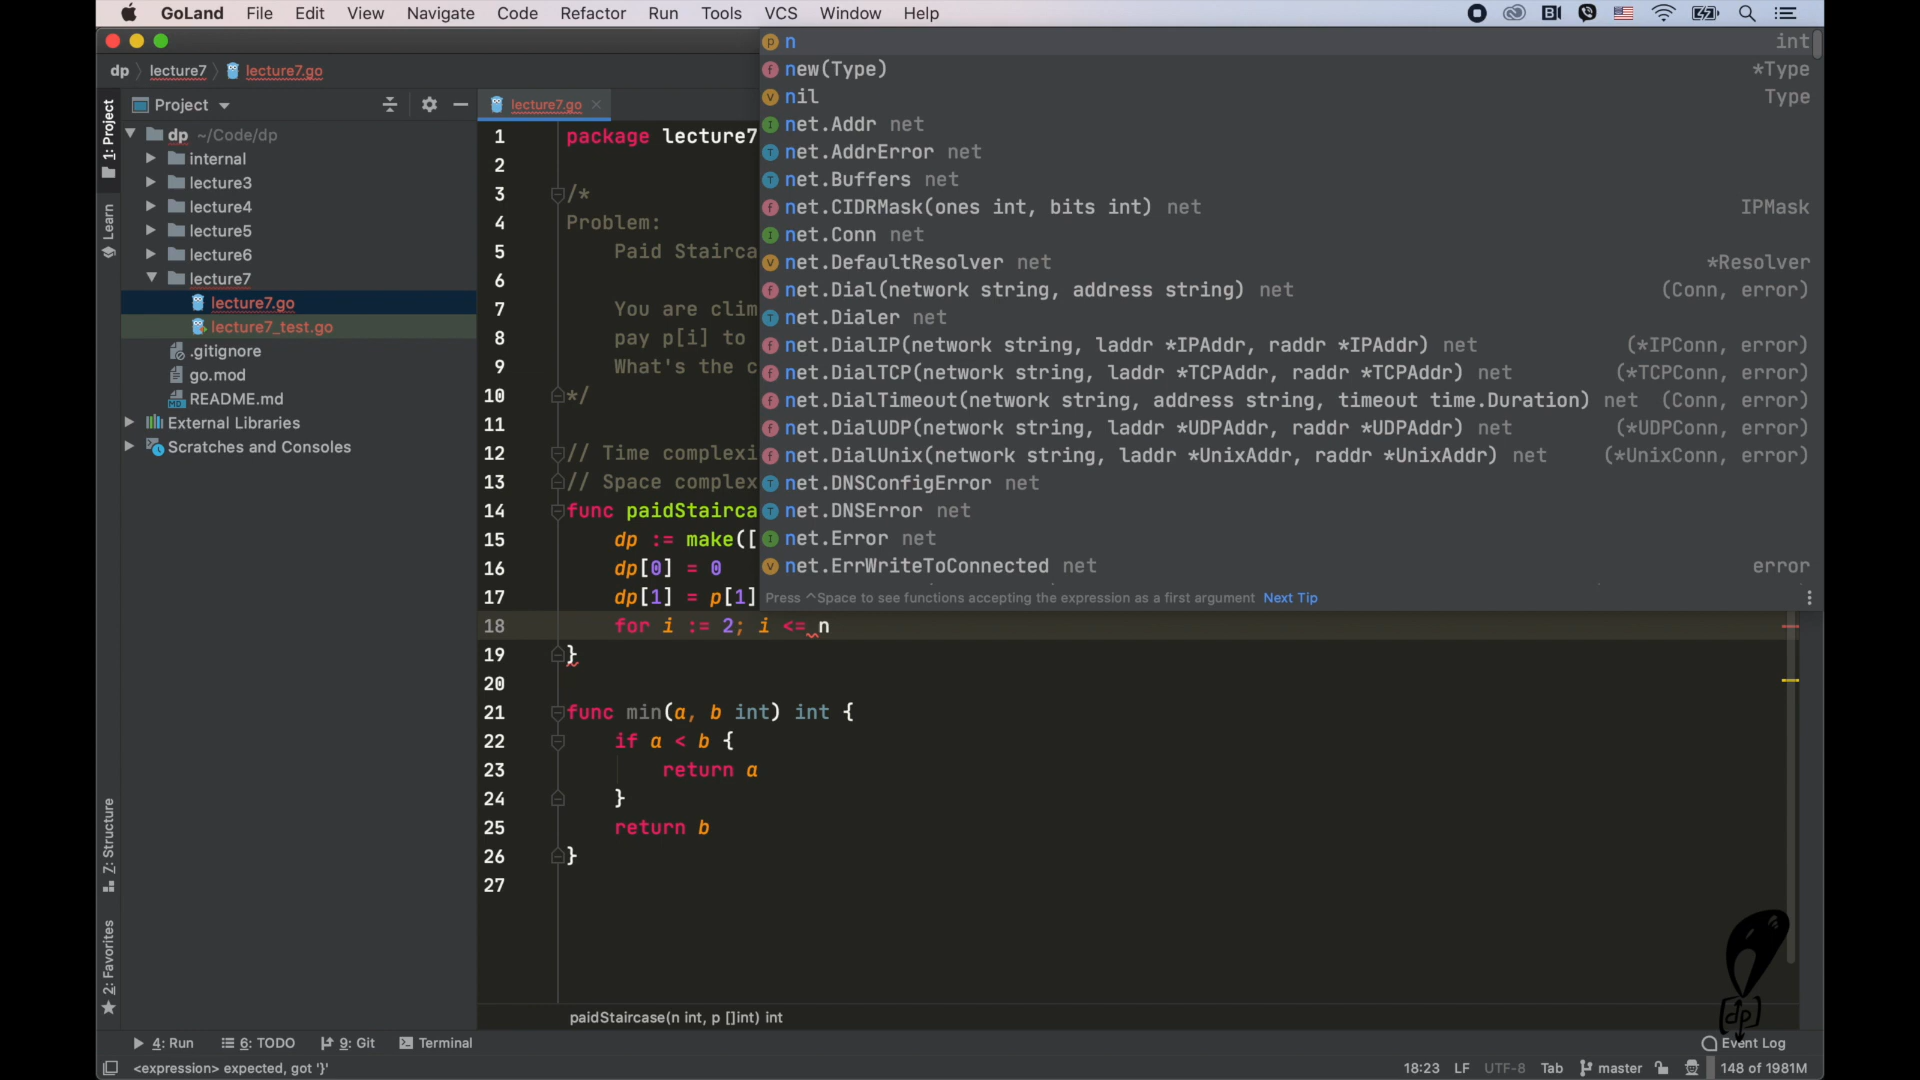 GoLand File Edit View Navigate Code Refactor Run Tools VCS Window Help
dp lecture7 lecture7.go
Project
lecture7.go
1: Project
Learn
Z: Structure
2: Favorites
dp ~/Code/dp
internal
lecture3
lecture4
lecture5
lecture6
lecture7
lecture7.go
lecture7_test.go
.gitignore
go.mod
README.md
External Libraries
Scratches and Consoles
1 package lecture7
2
3 /*
4 Problem:
5 Paid Stairca
6
7 You are clim
8 pay p[i] to
9 What's the c
10 */
11
12 // Time complexi
13 // Space complex
14 func paidStairca
15 dp := make([
16 dp[0] = 0
17 dp[1] = p[1]
18 for i := 2; i <= n
19 }
20
21 func min(a, b int) int {
22 if a < b {
23 return a
24 }
25 return b
26 }
27
n int
new(Type) *Type
nil Type
net.Addr net
net.AddrError net
net.Buffers net
net.CIDRMask(ones int, bits int) net IPMask
net.Conn net
net.DefaultResolver net *Resolver
net.Dial(network string, address string) net (Conn, error)
net.Dialer net
net.DialIP(network string, laddr *IPAddr, raddr *IPAddr) net (*IPConn, error)
net.DialTCP(network string, laddr *TCPAddr, raddr *TCPAddr) net (*TCPConn, error)
net.DialTimeout(network string, address string, timeout time.Duration) net (Conn, error)
net.DialUDP(network string, laddr *UDPAddr, raddr *UDPAddr) net (*UDPConn, error)
net.DialUnix(network string, laddr *UnixAddr, raddr *UnixAddr) net (*UnixConn, error)
net.DNSConfigError net
net.DNSError net
net.Error net
net.ErrWriteToConnected net error
Press ^Space to see functions accepting the expression as a first argument Next Tip
paidStaircase(n int, p []int) int
[dp]
4: Run 6: TODO 9: Git Terminal Event Log
<expression> expected, got '}' 18:23 LF UTF-8 Tab master 148 of 1981M